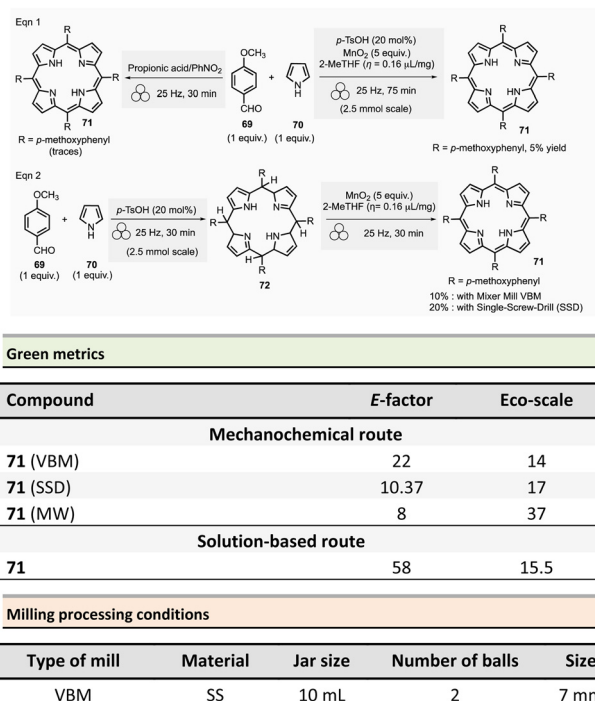 Eqn 1
R
R
R
R
NH
N
N
HN
71
R = p-methoxyphenyl
(traces)
Propionic acid/PhNO2
25 Hz, 30 min
OCH3
CHO
69
(1 equiv.)
+
N
H
70
(1 equiv.)
p-TsOH (20 mol%)
MnO2 (5 equiv.)
2-MeTHF (η = 0.16 μL/mg)
25 Hz, 75 min
(2.5 mmol scale)
R
R
R
R
NH
N
N
HN
71
R = p-methoxyphenyl, 5% yield
Eqn 2
OCH3
CHO
69
(1 equiv.)
+
N
H
70
(1 equiv.)
p-TsOH (20 mol%)
25 Hz, 30 min
(2.5 mmol scale)
R
H
H
R
R
H
H
R
NH
N
N
HN
72
MnO2 (5 equiv.)
2-MeTHF (η= 0.16 μL/mg)
25 Hz, 30 min
R
R
R
R
NH
N
N
HN
71
R = p-methoxyphenyl
10% : with Mixer Mill VBM
20% : with Single-Screw-Drill (SSD)
Green metrics
Compound E-factor Eco-scale
Mechanochemical route
71 (VBM) 22 14
71 (SSD) 10.37 17
71 (MW) 8 37
Solution-based route
71 58 15.5
Milling processing conditions
Type of mill Material Jar size Number of balls Size
VBM SS 10 mL 2 7 mm